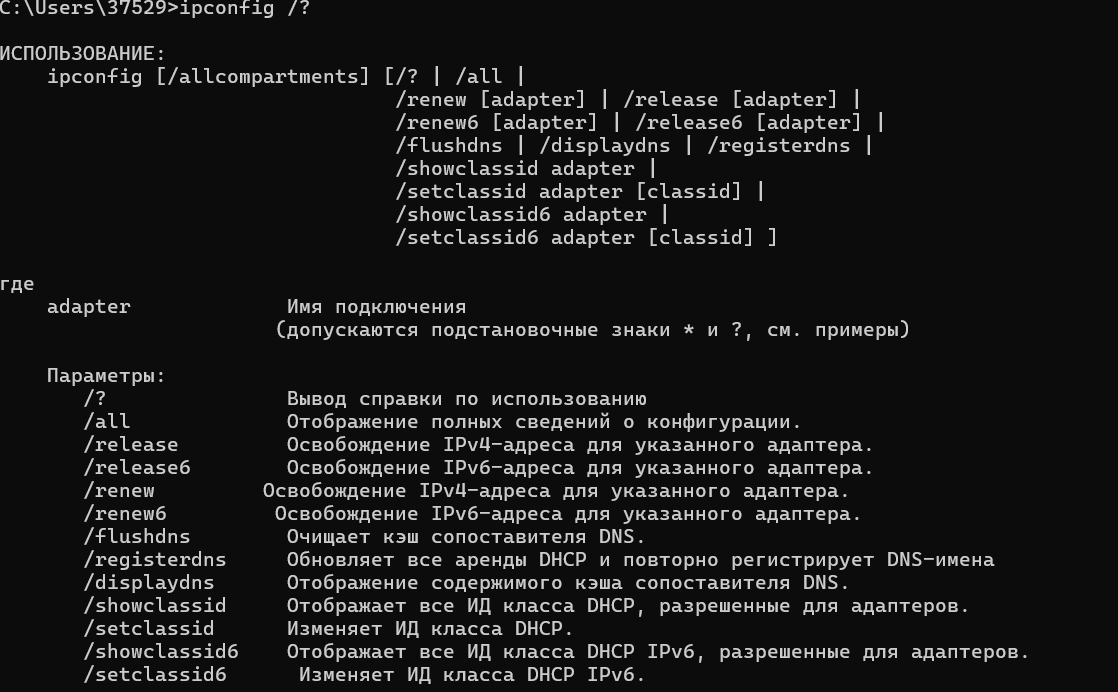 C:\Users\37529>ipconfig /?
ИСПОЛЬЗОВАНИЕ:
ipconfig [/allcompartments] [/? | /all |
/renew [adapter] | /release [adapter] |
/renew6 [adapter] | /release6 [adapter] |
/flushdns | /displaydns | /registerdns |
/showclassid adapter |
/setclassid adapter [classid] |
/showclassid6 adapter |
/setclassid6 adapter [classid] ]
где
adapter Имя подключения
(допускаются подстановочные знаки * и ?, см. примеры)
Параметры:
/? Вывод справки по использованию
/all Отображение полных сведений о конфигурации.
/release Освобождение IPv4-адреса для указанного адаптера.
/release6 Освобождение IPv6-адреса для указанного адаптера.
/renew Освобождение IPv4-адреса для указанного адаптера.
/renew6 Освобождение IPv6-адреса для указанного адаптера.
/flushdns Очищает кэш сопоставителя DNS.
/registerdns Обновляет все аренды DHCP и повторно регистрирует DNS-имена
/displaydns Отображение содержимого кэша сопоставителя DNS.
/showclassid Отображает все ИД класса DHCP, разрешенные для адаптеров.
/setclassid Изменяет ИД класса DHCP.
/showclassid6 Отображает все ИД класса DHCP IPv6, разрешенные для адаптеров.
/setclassid6 Изменяет ИД класса DHCP IPv6.